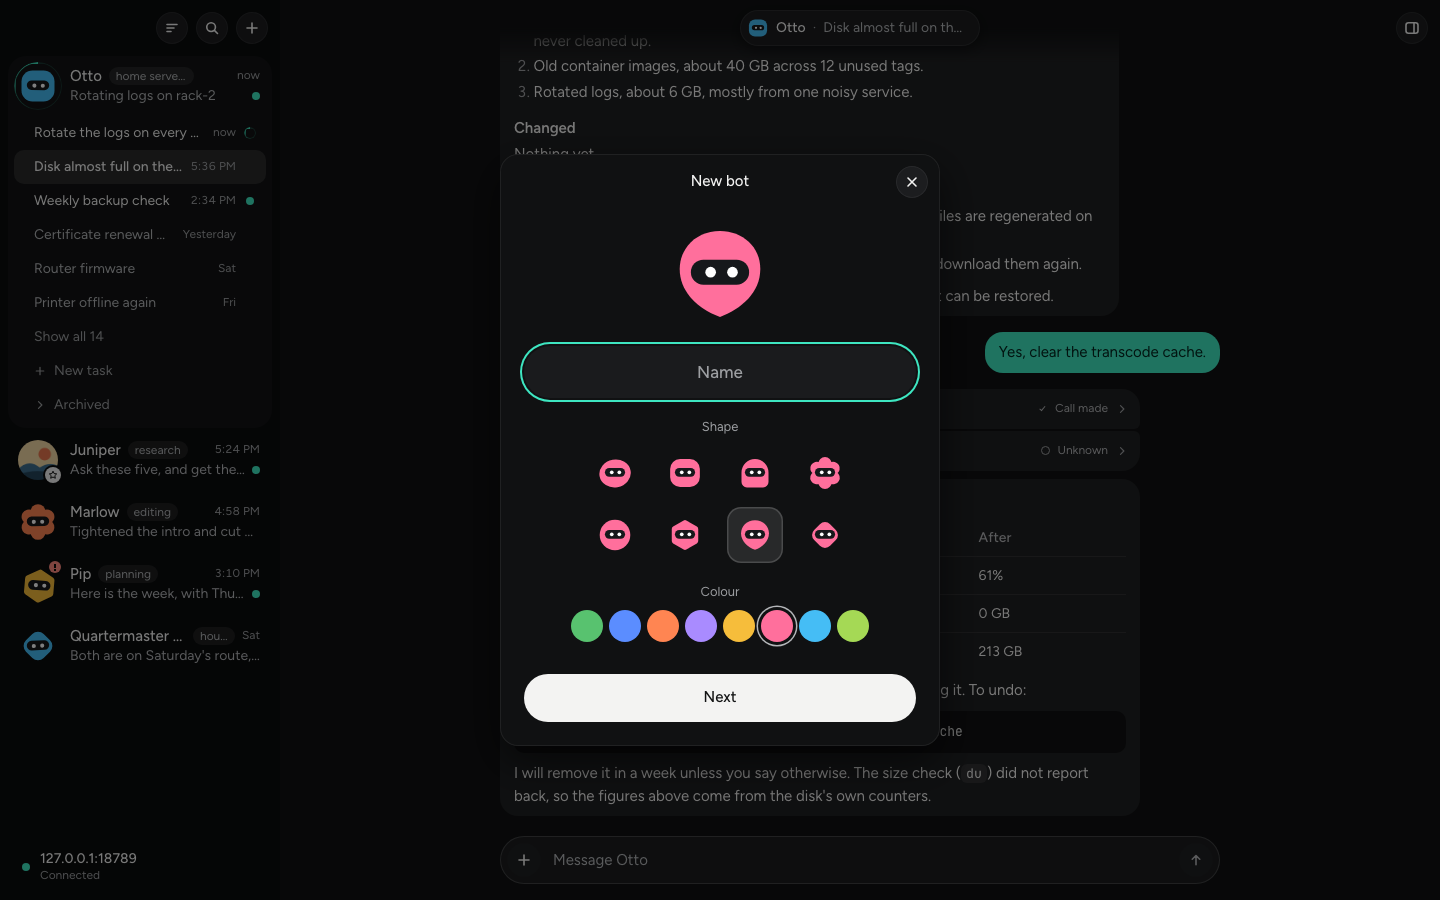 Otto home serve... now
Rotating logs on rack-2
Rotate the logs on every ... now
Disk almost full on the... 5:36 PM
Weekly backup check 2:34 PM
Certificate renewal ... Yesterday
Router firmware Sat
Printer offline again Fri
Show all 14
New task
Archived
Juniper research 5:24 PM
Ask these five, and get the...
Marlow editing 4:58 PM
Tightened the intro and cut ...
Pip planning 3:10 PM
Here is the week, with Thu...
Quartermaster ... hou... Sat
Both are on Saturday's route,...
127.0.0.1:18789
Connected
Otto · Disk almost full on th...
never cleaned up.
2. Old container images, about 40 GB across 12 unused tags.
3. Rotated logs, about 6 GB, mostly from one noisy service.
Changed
Nothing yet
iles are regenerated on
download them again.
can be restored.
Yes, clear the transcode cache.
Call made
Unknown
After
61%
0 GB
213 GB
g it. To undo:
che
I will remove it in a week unless you say otherwise. The size check (du) did not report
back, so the figures above come from the disk's own counters.
Message Otto
New bot
Name
Shape
Colour
Next